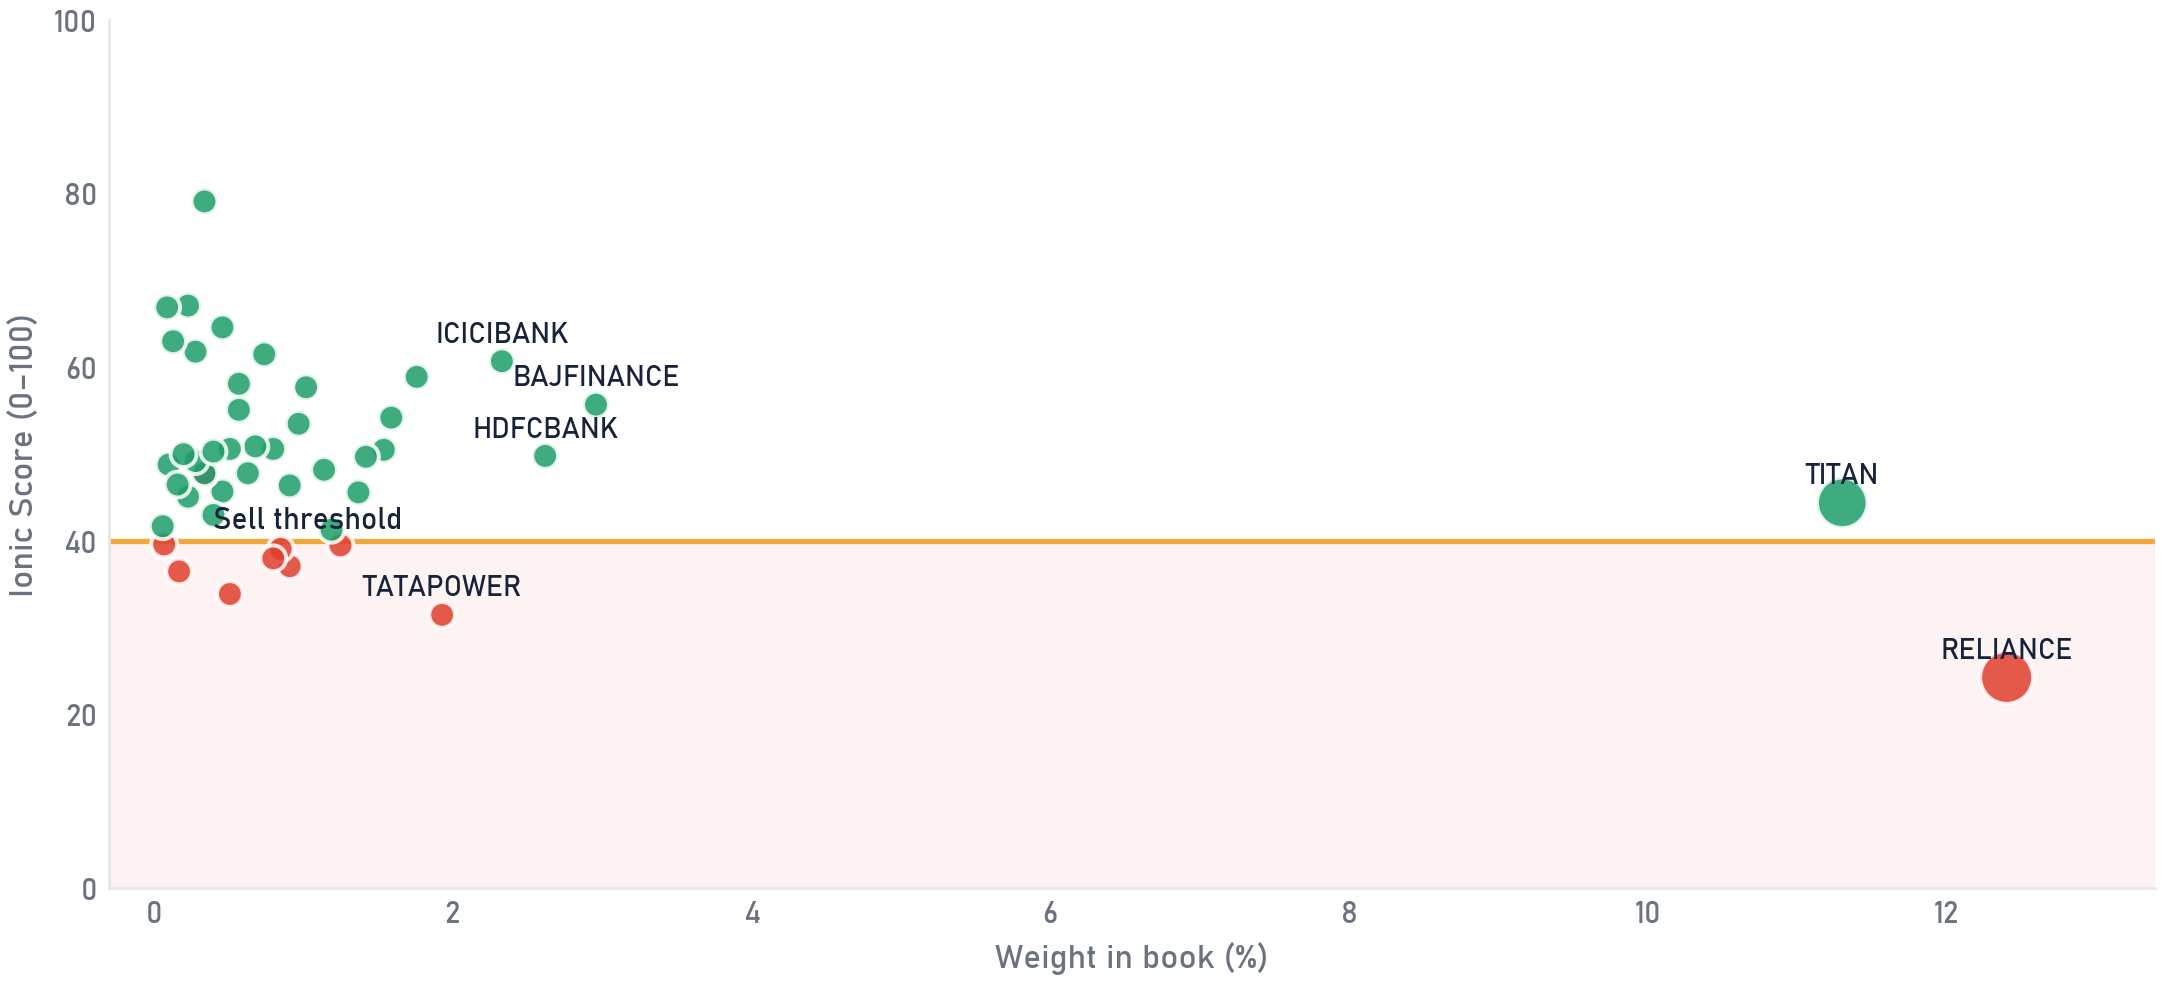 100
80
60
40
20
0
Ionic Score (0–100)
ICICIBANK
BAJFINANCE
HDFCBANK
TITAN
Sell threshold
TATAPOWER
RELIANCE
0 2 4 6 8 10 12
Weight in book (%)